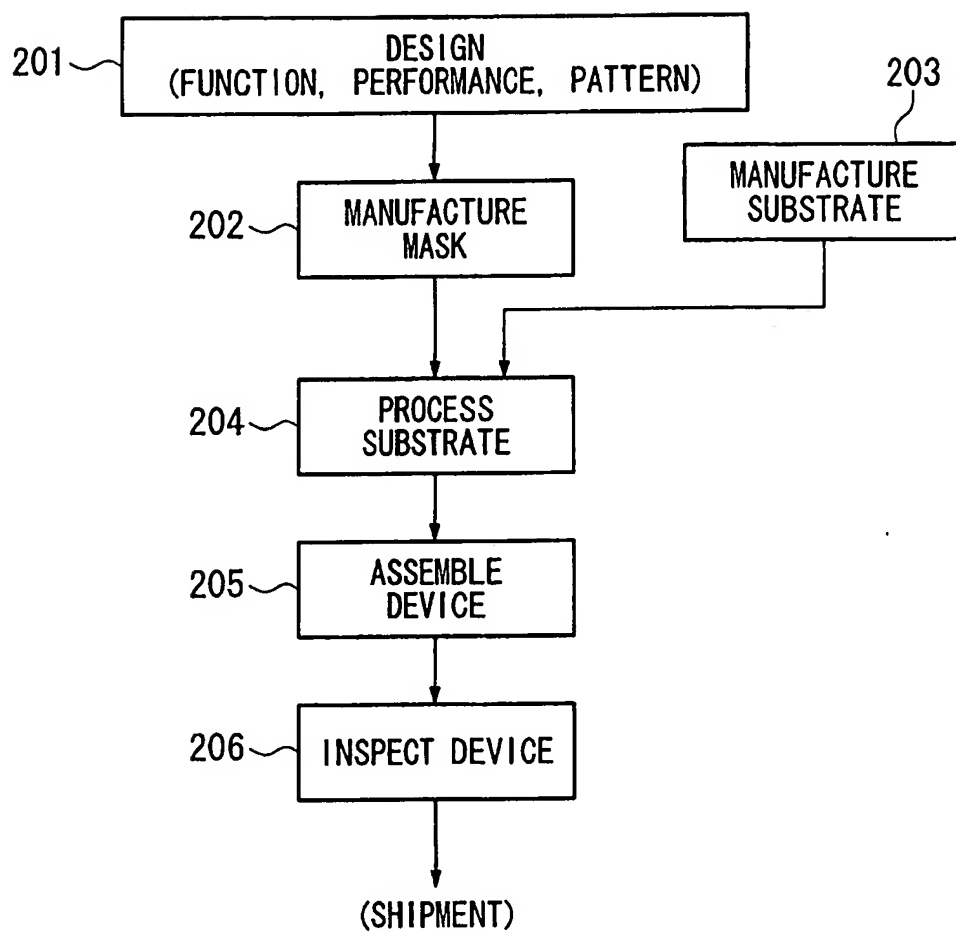 201
DESIGN
(FUNCTION, PERFORMANCE, PATTERN)
203
MANUFACTURE
SUBSTRATE
202
MANUFACTURE
MASK
204
PROCESS
SUBSTRATE
205
ASSEMBLE
DEVICE
206
INSPECT DEVICE
(SHIPMENT)